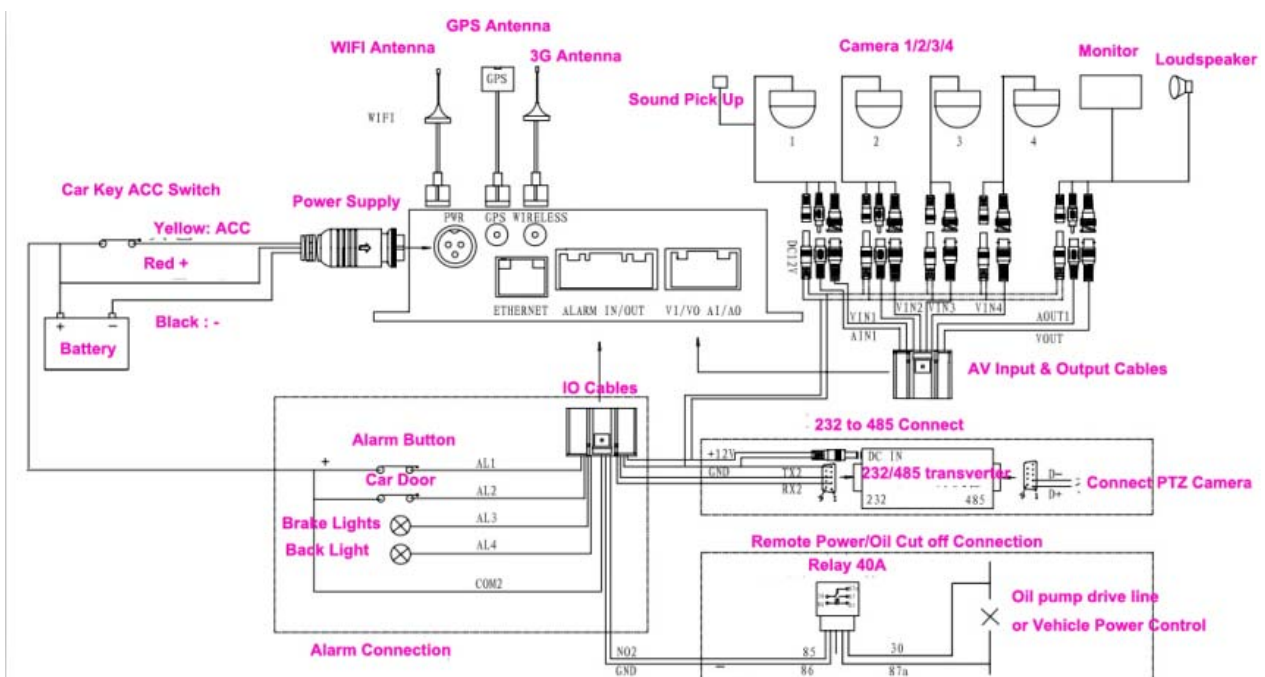 GPS Antenna
WIFI Antenna
3G Antenna
Camera 1/2/3/4
Monitor
Loudspeaker
GPS
Sound Pick Up
WIFI
1
2
3
4
Car Key ACC Switch
Power Supply
Yellow: ACC
PWR
GPS
WIRELESS
Red +
DC12V
ETHERNET
ALARM IN/OUT
VI/VO AI/AO
VIN1
VIN2
VIN3
VIN4
AOUT1
AIN1
VOUT
Black : -
+
-
Battery
AV Input & Output Cables
IO Cables
232 to 485 Connect
Alarm Button
+
AL1
+12V
DC IN
Car Door
GND
TX2
232/485 transverter
D-
Connect PTZ Camera
AL2
RX2
232
485
D+
Brake Lights
AL3
Back Light
AL4
Remote Power/Oil Cut off Connection
COM2
Relay 40A
Oil pump drive line
or Vehicle Power Control
Alarm Connection
NO2
85
30
GND
-
86
87a